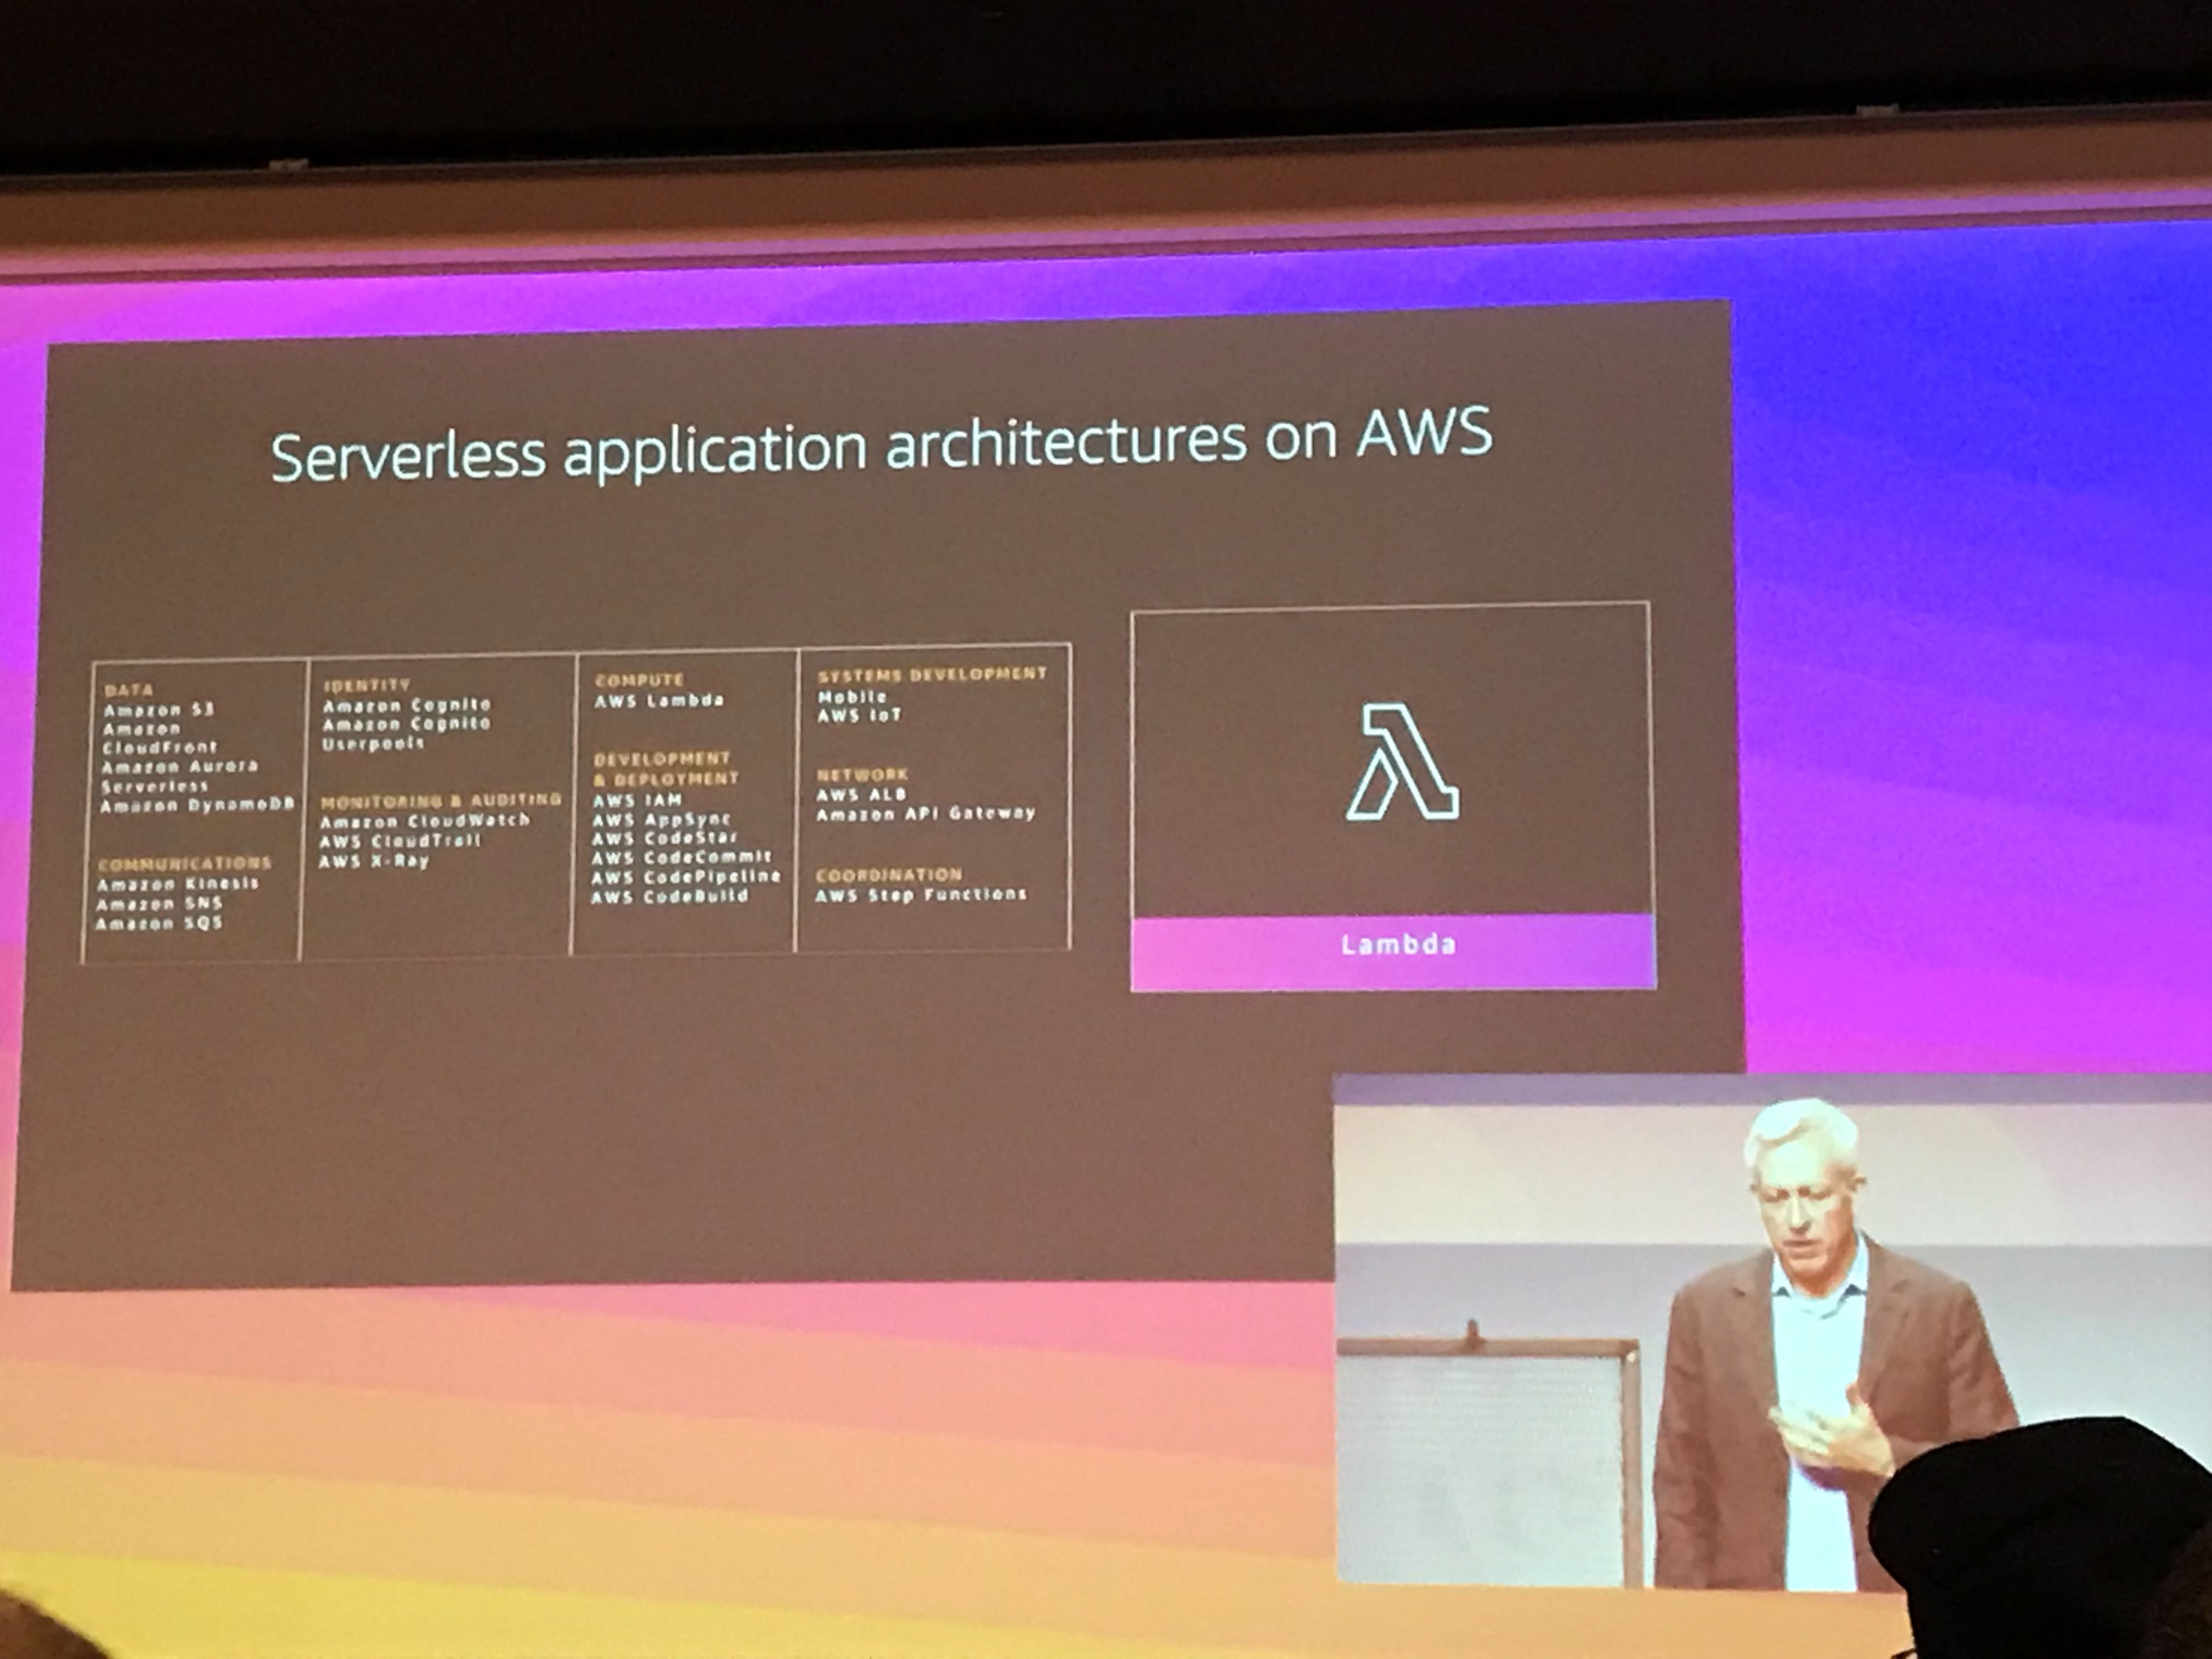 Serverless application architectures on AWS
DATA
Amazon S3
Amazon
CloudFront
Amazon Aurora
Serverless
Amazon DynamoDB
COMMUNICATIONS
Amazon Kinesis
Amazon SNS
Amazon SQS
IDENTITY
Amazon Cognito
Amazon Cognito
Userpools
MONITORING & AUDITING
Amazon CloudWatch
AWS CloudTrail
AWS X-Ray
COMPUTE
AWS Lambda
DEVELOPMENT
& DEPLOYMENT
AWS IAM
AWS AppSync
AWS CodeStar
AWS CodeCommit
AWS CodePipeline
AWS CodeBuild
SYSTEMS DEVELOPMENT
Mobile
AWS IoT
NETWORK
AWS ALB
Amazon API Gateway
COORDINATION
AWS Step Functions
Lambda